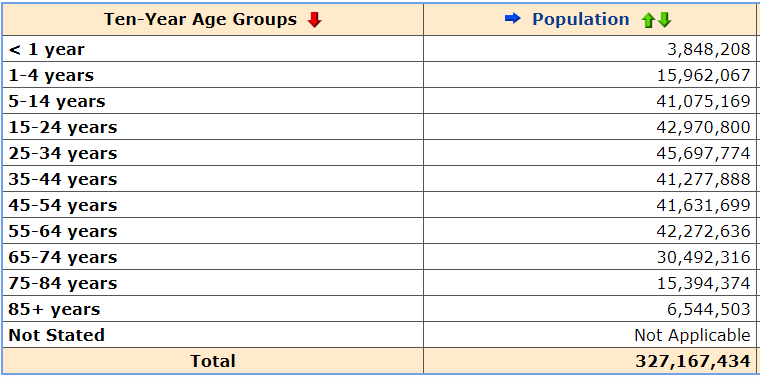 Ten-Year Age Groups Population
< 1 year 3,848,208
1-4 years 15,962,067
5-14 years 41,075,169
15-24 years 42,970,800
25-34 years 45,697,774
35-44 years 41,277,888
45-54 years 41,631,699
55-64 years 42,272,636
65-74 years 30,492,316
75-84 years 15,394,374
85+ years 6,544,503
Not Stated Not Applicable
Total 327,167,434